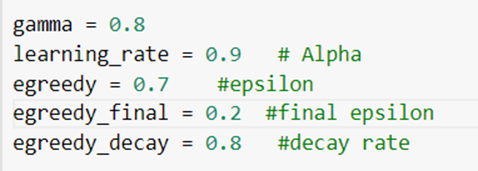 gamma = 0.8
learning_rate = 0.9   # Alpha
egreedy = 0.7    #epsilon
egreedy_final = 0.2  #final epsilon
egreedy_decay = 0.8   #decay rate